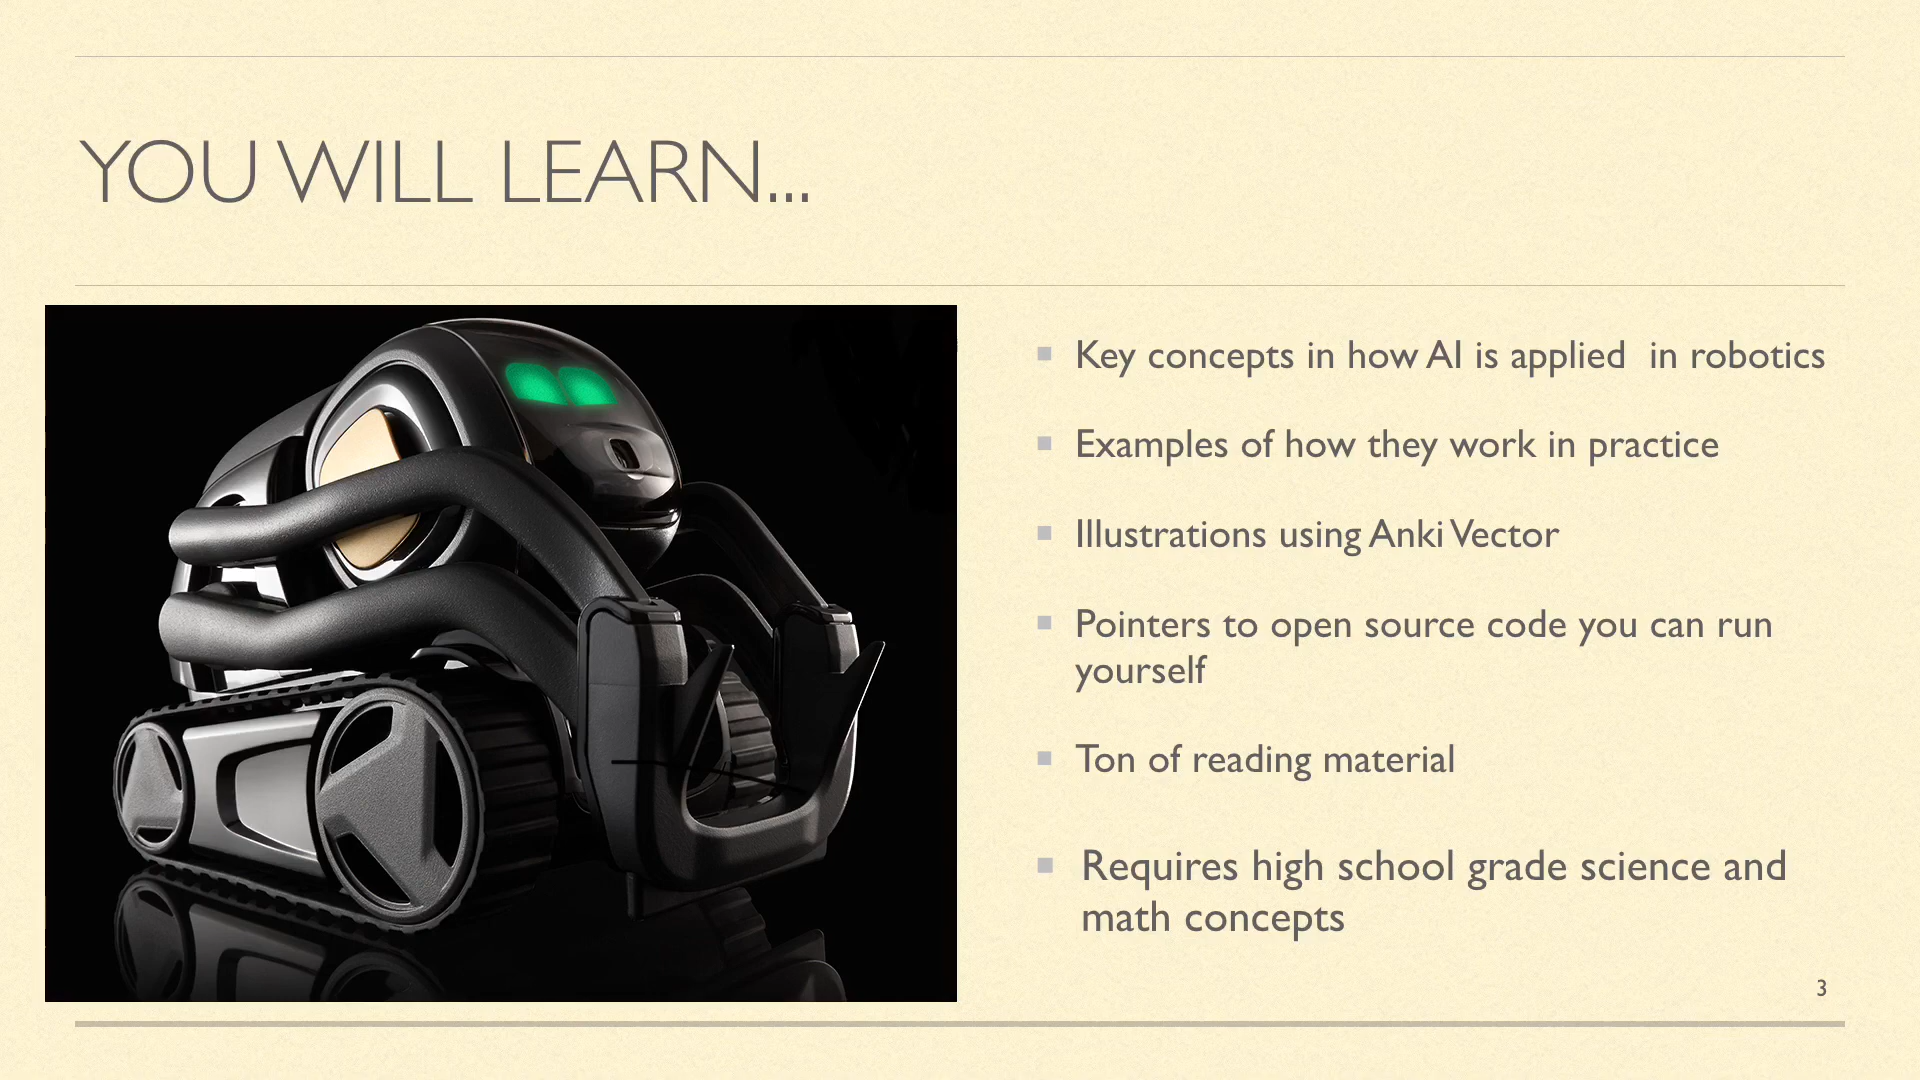 YOU WILL LEARN...
Key concepts in how AI is applied  in robotics
Examples of how they work in practice
Illustrations using Anki Vector
Pointers to open source code you can run
yourself
Ton of reading material
Requires high school grade science and
math concepts
3